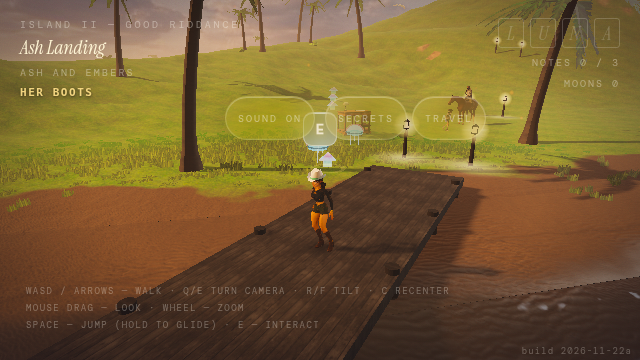 ISLAND II — GOOD RIDDANCE
Ash Landing
ASH AND EMBERS
HER BOOTS
L U N A
NOTES 0 / 3
MOONS 0
SOUND ON
SECRETS
TRAVEL
E
WASD / ARROWS — WALK · Q/E TURN CAMERA · R/F TILT · C RECENTER
MOUSE DRAG — LOOK · WHEEL — ZOOM
SPACE — JUMP (HOLD TO GLIDE) · E — INTERACT
build 2026-11-22a